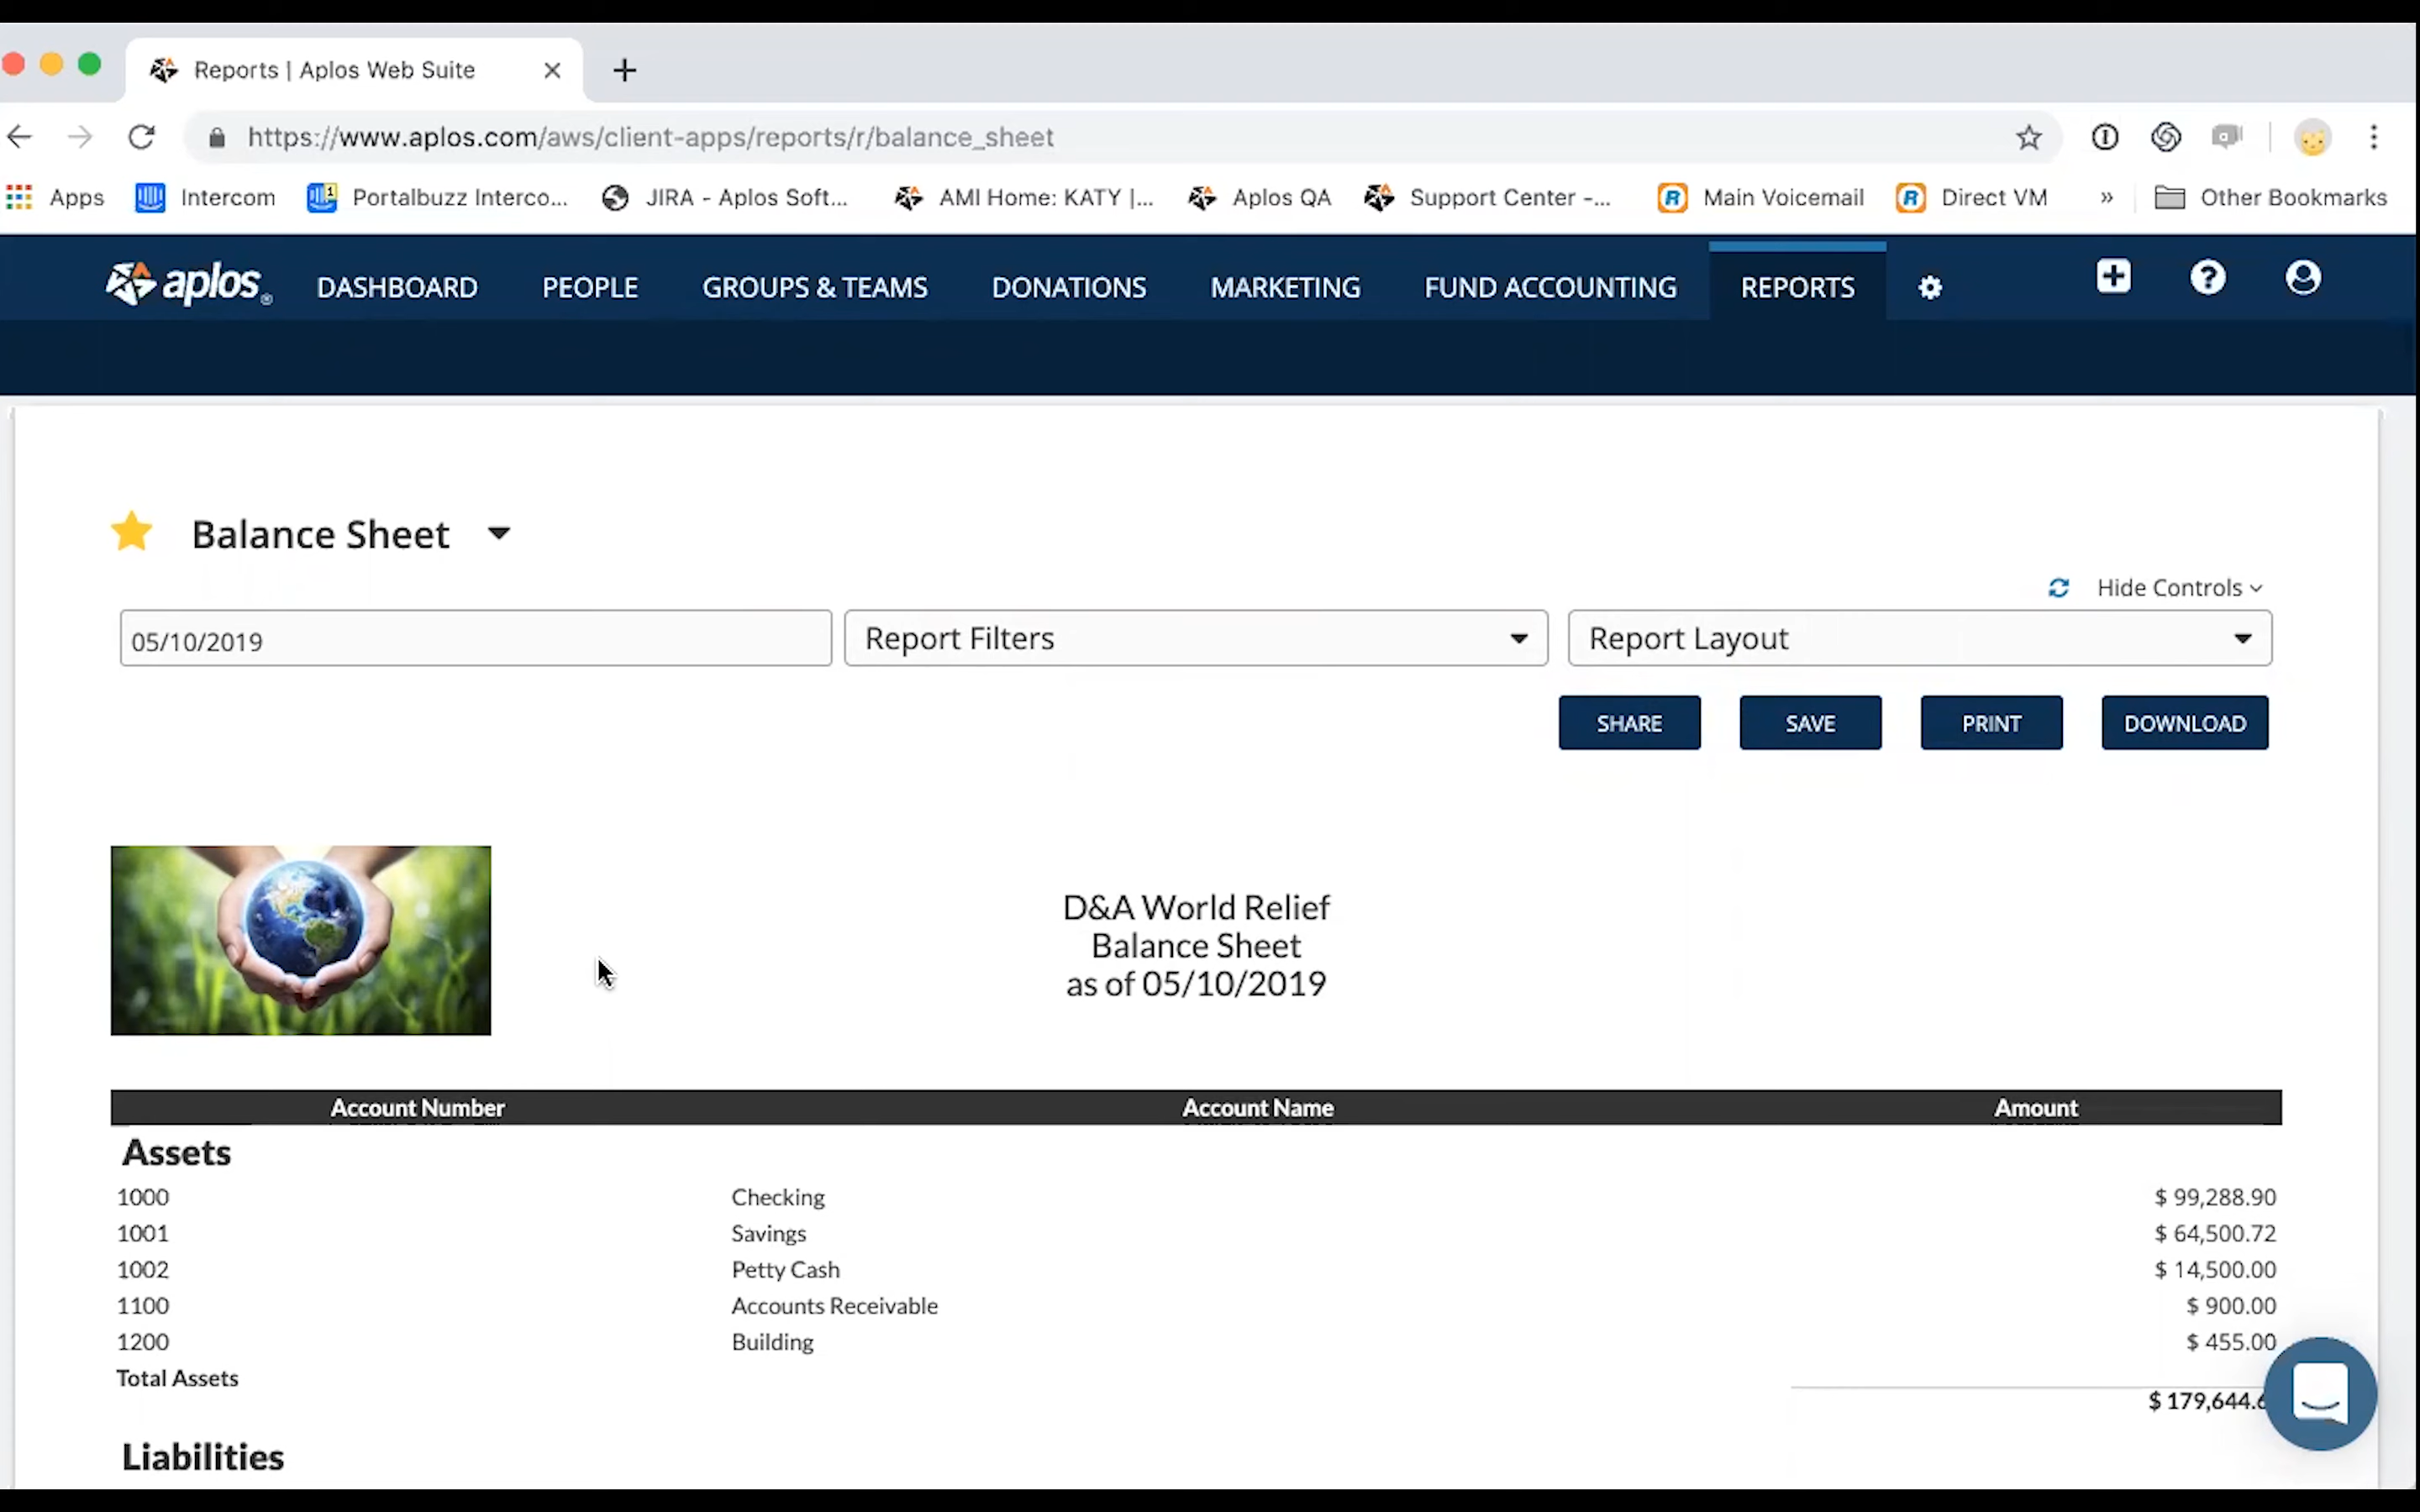 Reports | Aplos Web Suite
https://www.aplos.com/aws/client-apps/reports/r/balance_sheet
Apps Intercom Portalbuzz Interco... JIRA - Aplos Soft... AMI Home: KATY |... Aplos QA Support Center -... Main Voicemail Direct VM » Other Bookmarks
aplos DASHBOARD PEOPLE GROUPS & TEAMS DONATIONS MARKETING FUND ACCOUNTING REPORTS
Balance Sheet
Hide Controls
05/10/2019 Report Filters Report Layout
SHARE SAVE PRINT DOWNLOAD
D&A World Relief
Balance Sheet
as of 05/10/2019
Account Number Account Name Amount
Assets
1000 Checking $ 99,288.90
1001 Savings $ 64,500.72
1002 Petty Cash $ 14,500.00
1100 Accounts Receivable $ 900.00
1200 Building $ 455.00
Total Assets
$ 179,644.
Liabilities